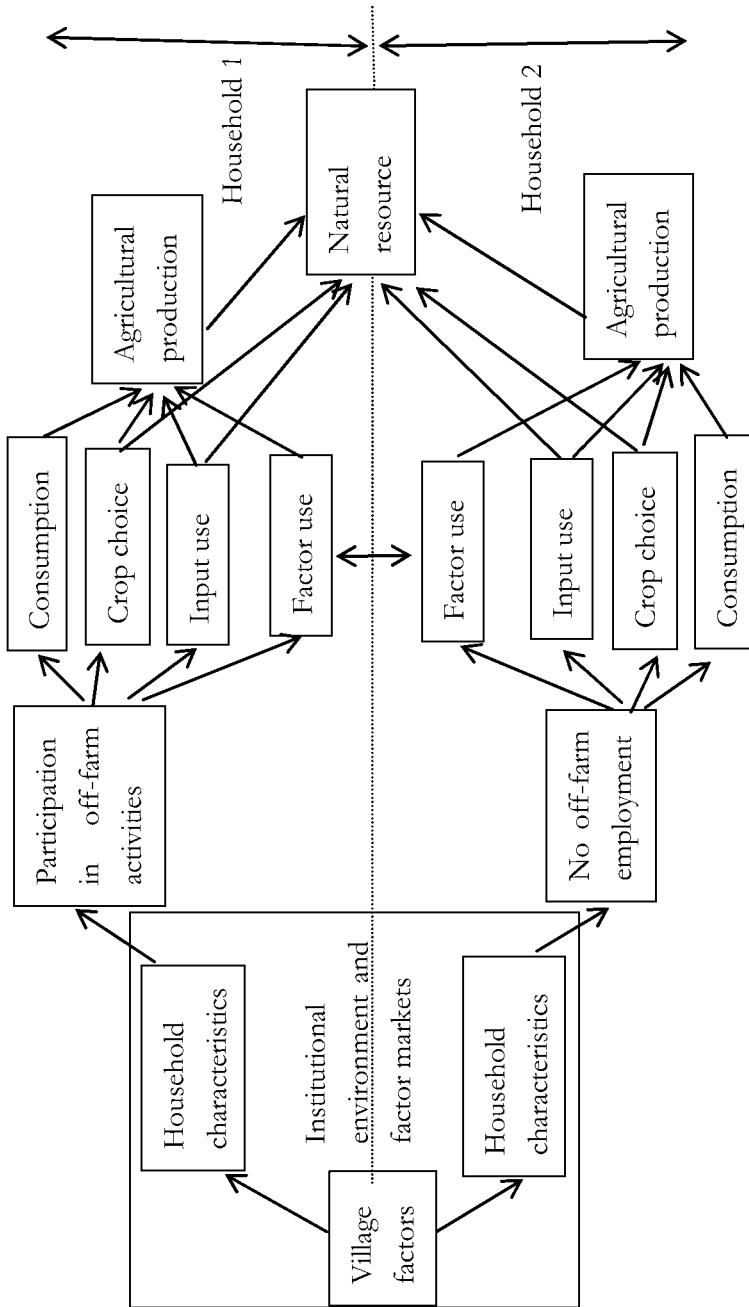 Household 1
Household 2
Consumption
Crop choice
Input use
Factor use
Agricultural
production
Natural
resource
Participation
in off-farm
activities
Household
characteristics
Institutional
environment and
factor markets
Village
factors
Household
characteristics
No off-farm
employment
Factor use
Input use
Crop choice
Consumption
Agricultural
production